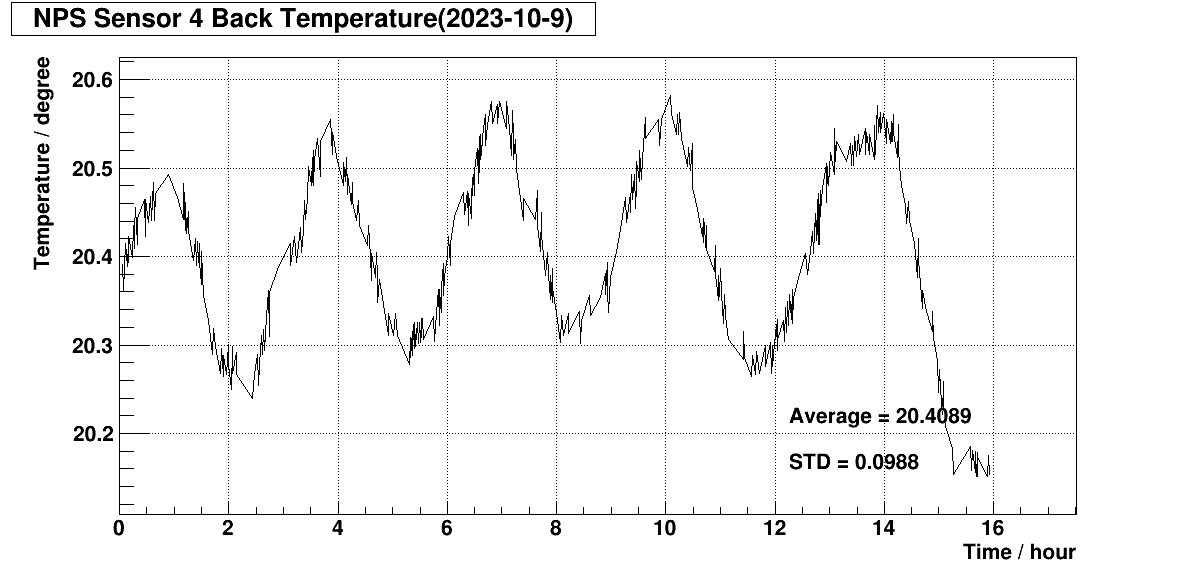 NPS Sensor 4 Back Temperature(2023-10-9)
Temperature / degree
20.6
20.5
20.4
20.3
20.2
Average = 20.4089
STD = 0.0988
0 2 4 6 8 10 12 14 16
Time / hour